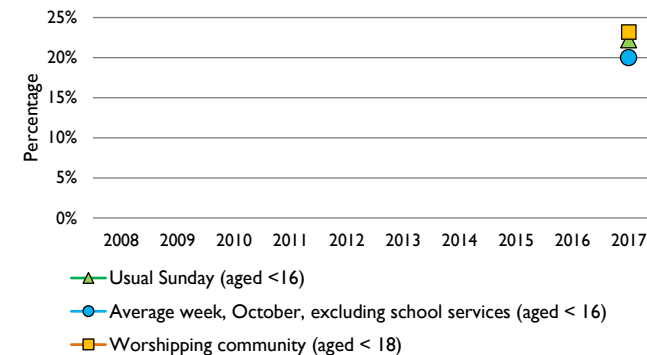 25%
20%
15%
10%
5%
0%
Percentage
2008 2009 2010 2011 2012 2013 2014 2015 2016 2017
Usual Sunday (aged <16)
Average week, October, excluding school services (aged < 16)
Worshipping community (aged < 18)